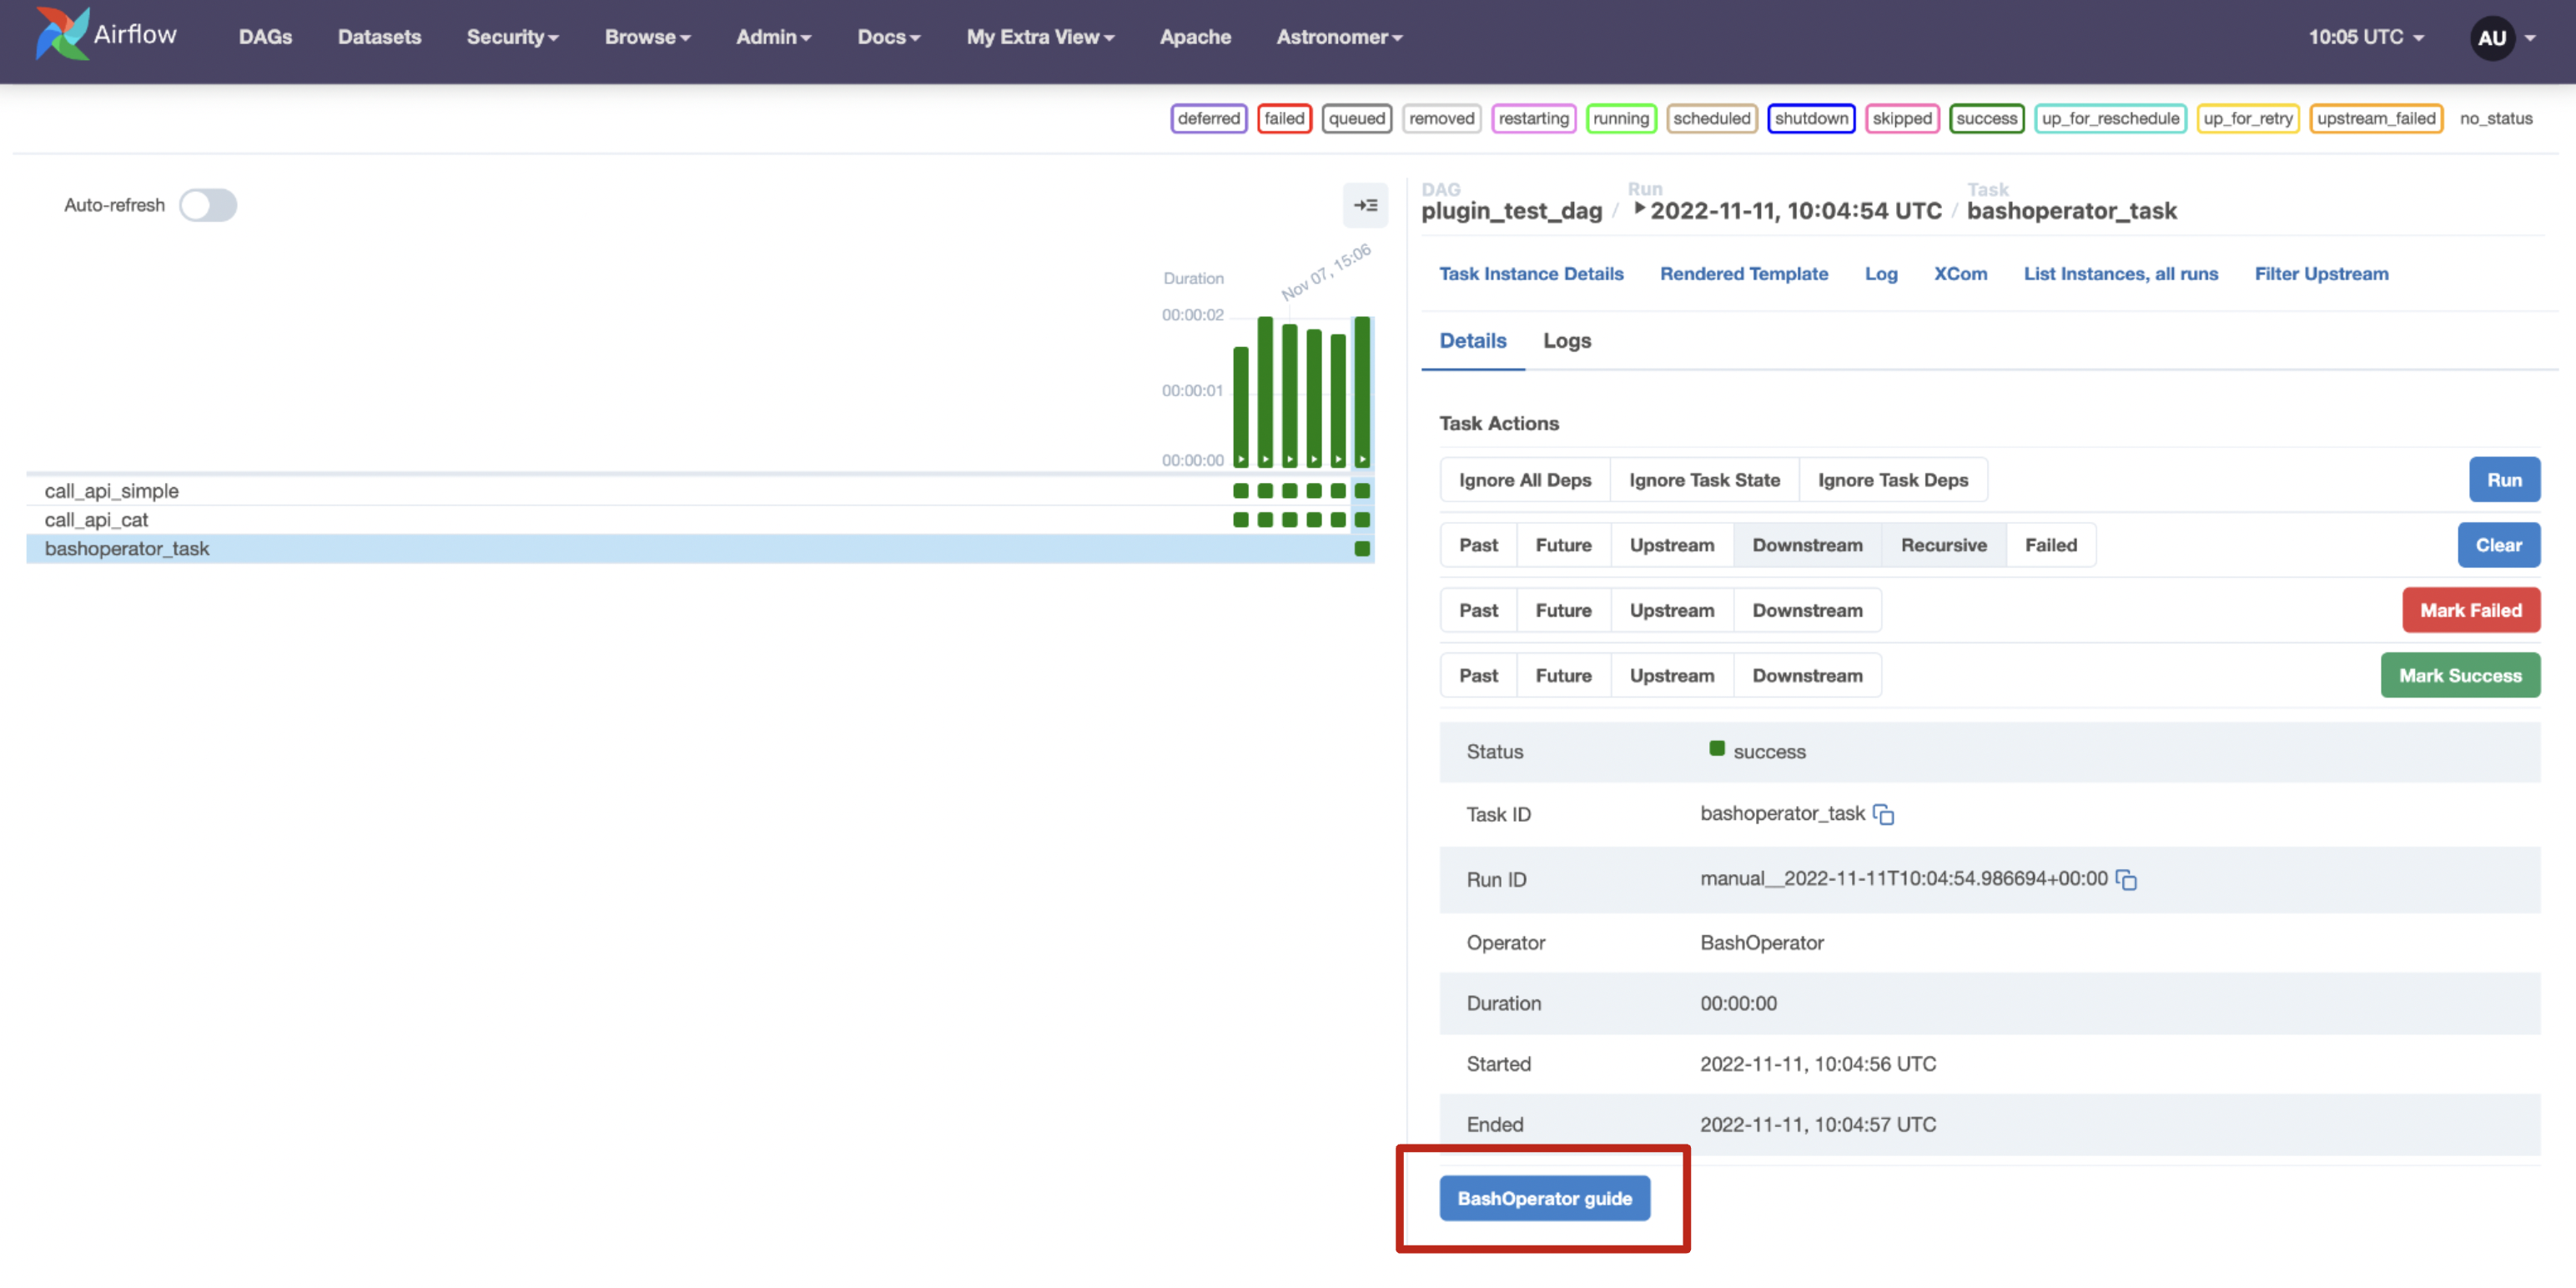 Airflow DAGs Datasets Security Browse Admin Docs My Extra View Apache Astronomer 10:05 UTC AU
deferred failed queued removed restarting running scheduled shutdown skipped success up_for_reschedule up_for_retry upstream_failed no_status
Auto-refresh
Duration
Nov 07, 15:06
00:00:02
00:00:01
00:00:00
call_api_simple
call_api_cat
bashoperator_task
DAG Run Task
plugin_test_dag / 2022-11-11, 10:04:54 UTC / bashoperator_task
Task Instance Details Rendered Template Log XCom List Instances, all runs Filter Upstream
Details Logs
Task Actions
Ignore All Deps Ignore Task State Ignore Task Deps Run
Past Future Upstream Downstream Recursive Failed Clear
Past Future Upstream Downstream Mark Failed
Past Future Upstream Downstream Mark Success
Status success
Task ID bashoperator_task
Run ID manual__2022-11-11T10:04:54.986694+00:00
Operator BashOperator
Duration 00:00:00
Started 2022-11-11, 10:04:56 UTC
Ended 2022-11-11, 10:04:57 UTC
BashOperator guide